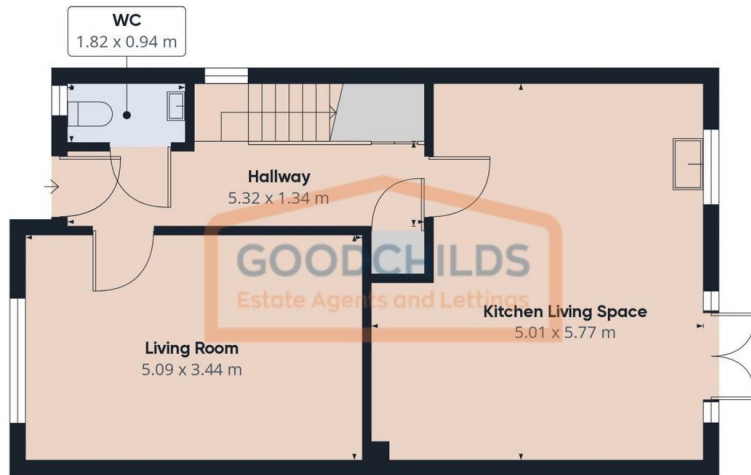 WC
1.82 x 0.94 m
Hallway
5.32 x 1.34 m
GOODCHILDS
Estate Agents and Lettings
Kitchen Living Space
5.01 x 5.77 m
Living Room
5.09 x 3.44 m